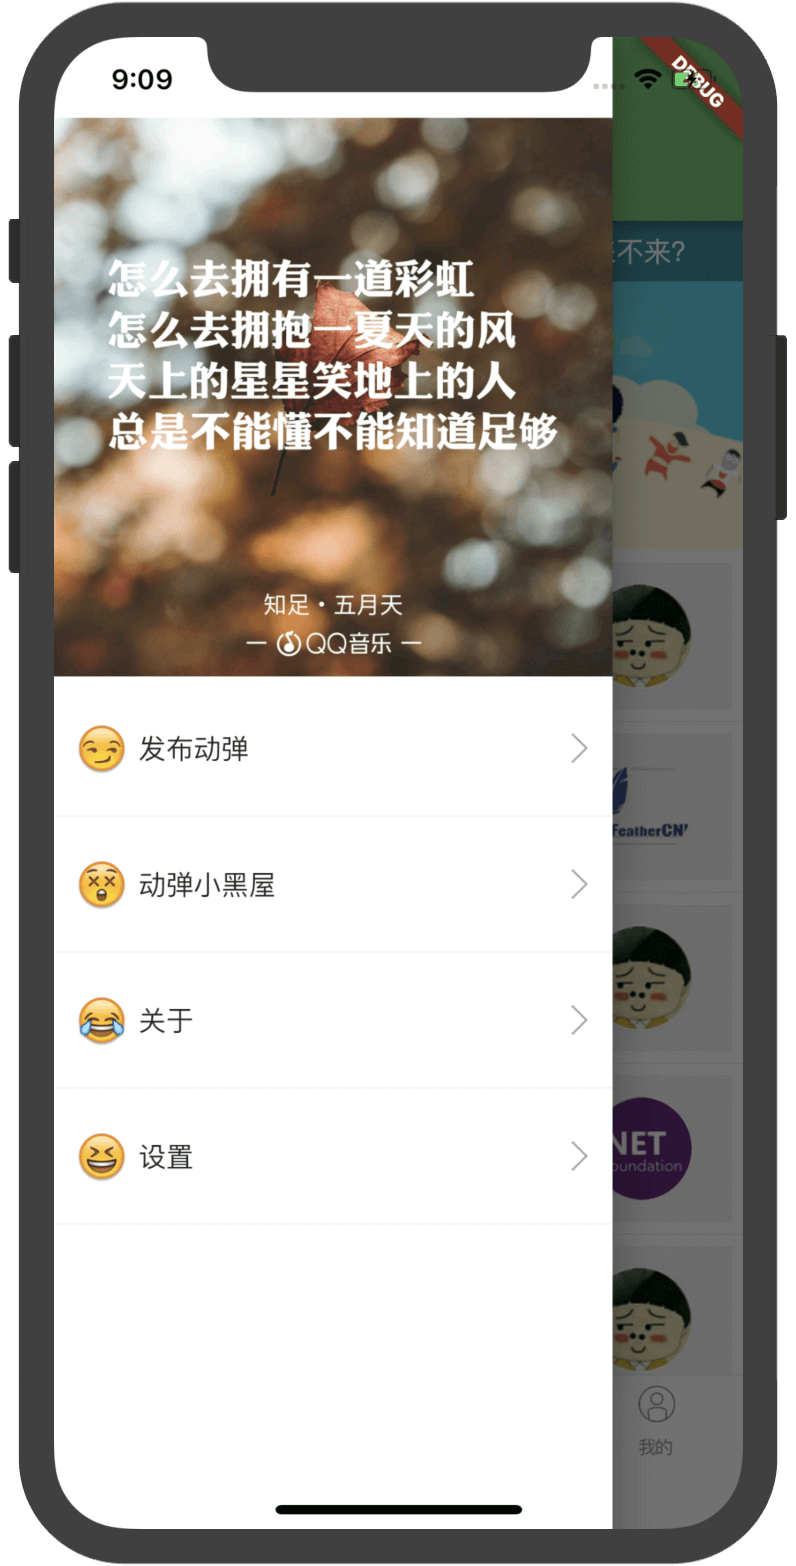 9:09
DEBUG
不来?
怎么去拥有一道彩虹
怎么去拥抱一夏天的风
天上的星星笑地上的人
总是不能懂不能知道足够
知足·五月天
QQ音乐
发布动弹
FeatherCN
动弹小黑屋
关于
NET
oundation
设置
我的